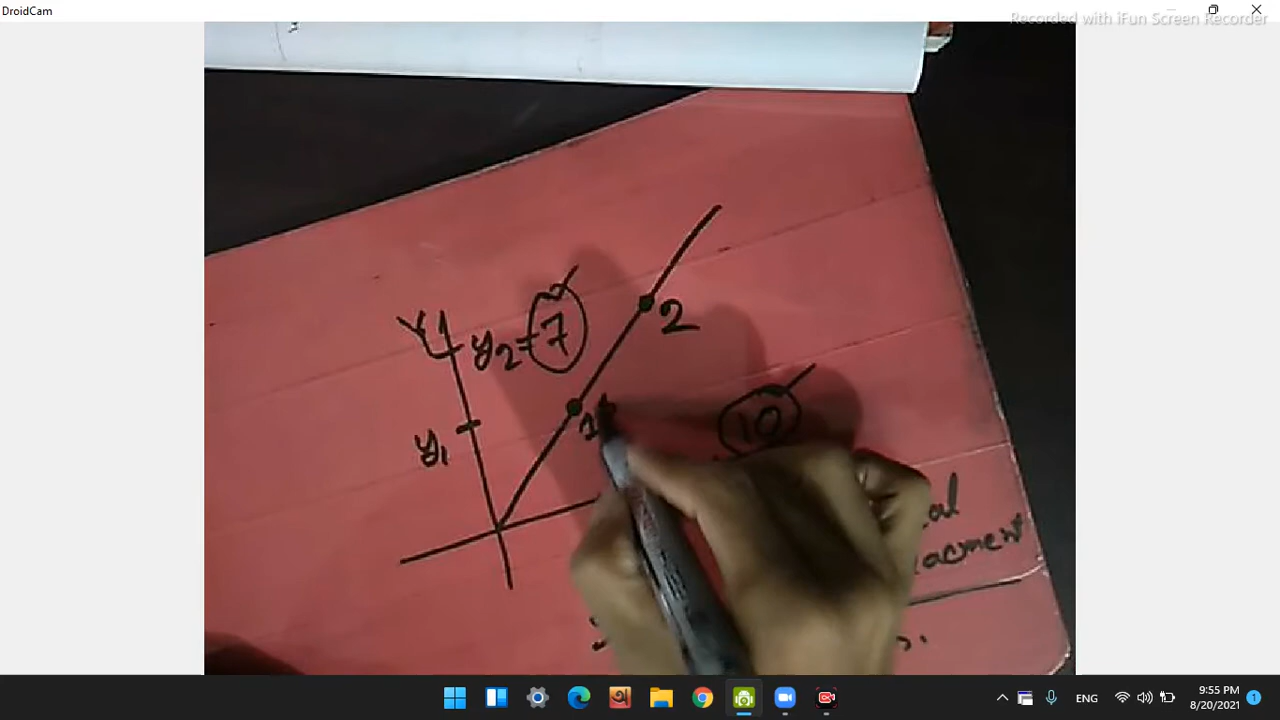 DroidCam
Recorded with iFun Screen Recorder
Y
y2=7
2
1
10
y1
ENG
9:55 PM
8/20/2021
1